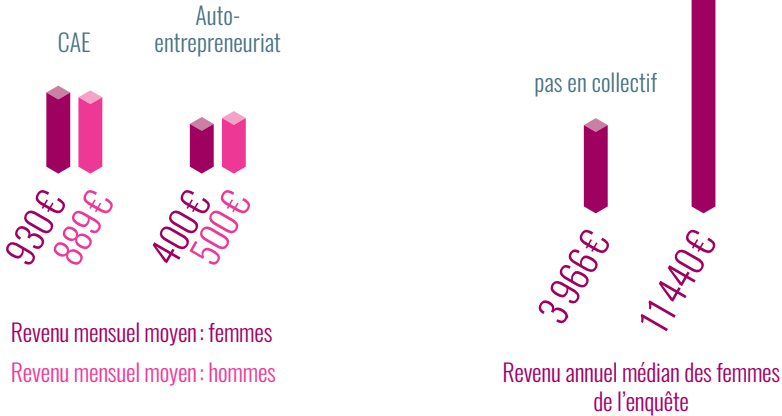 CAE
Auto-
entrepreneuriat
930€
889€
400€
500€
Revenu mensuel moyen : femmes
Revenu mensuel moyen : hommes
pas en collectif
3 966€
11 440€
Revenu annuel médian des femmes
de l’enquête